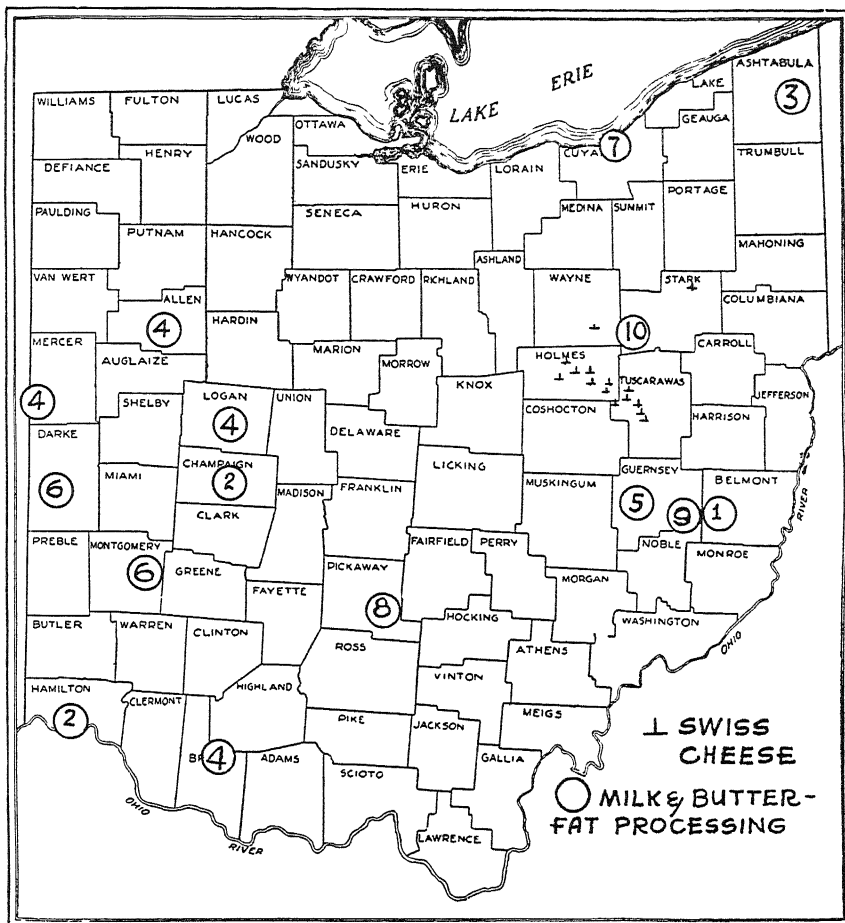 LAKE ERIE
ASHTABULA
LAKE
3
WILLIAMS
FULTON
LUCAS
GEAUGA
OTTAWA
WOOD
7
CUYA
HENRY
SANDUSKY
ERIE
LORAIN
TRUMBULL
DEFIANCE
PORTAGE
PAULDING
SENECA
HURON
MEDINA
SUMMIT
PUTNAM
HANCOCK
MAHONING
ASHLAND
VAN WERT
WYANDOT
CRAWFORD
RICHLAND
WAYNE
STARK
ALLEN
COLUMBIANA
4
HARDIN
10
MERCER
CARROLL
AUGLAIZE
MARION
HOLMES
MORROW
TUSCARAWAS
KNOX
JEFFERSON
4
SHELBY
LOGAN
UNION
COSHOCTON
HARRISON
4
DARKE
DELAWARE
CHAMPAIGN
LICKING
GUERNSEY
MIAMI
2
MUSKINGUM
BELMONT
6
MADISON
FRANKLIN
5
9
1
RIVER
CLARK
PREBLE
MONTGOMERY
FAIRFIELD
PERRY
NOBLE
MONROE
6
GREENE
PICKAWAY
FAYETTE
MORGAN
8
HOCKING
WASHINGTON
BUTLER
WARREN
CLINTON
OHIO
ROSS
ATHENS
VINTON
HAMILTON
HIGHLAND
CLERMONT
2
MEIGS
PIKE
JACKSON
⊥ SWISS
CHEESE
BR
4
ADAMS
GALLIA
SCIOTO
OHIO
MILK & BUTTER-
FAT PROCESSING
RIVER
LAWRENCE